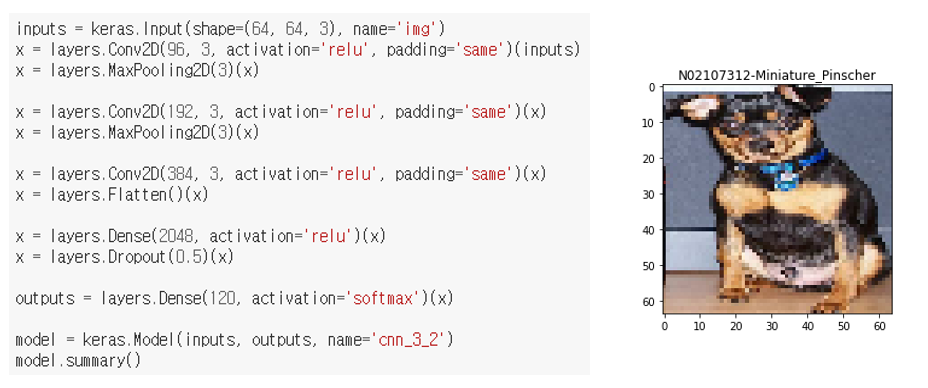 inputs = keras.Input(shape=(64, 64, 3), name='img')
x = layers.Conv2D(96, 3, activation='relu', padding='same')(inputs)
x = layers.MaxPooling2D(3)(x)
x = layers.Conv2D(192, 3, activation='relu', padding='same')(x)
x = layers.MaxPooling2D(3)(x)
x = layers.Conv2D(384, 3, activation='relu', padding='same')(x)
x = layers.Flatten()(x)
x = layers.Dense(2048, activation='relu')(x)
x = layers.Dropout(0.5)(x)
outputs = layers.Dense(120, activation='softmax')(x)
model = keras.Model(inputs, outputs, name='cnn_3_2')
model.summary()
N02107312-Miniature_Pinscher
0
10
20
30
40
50
60
0 10 20 30 40 50 60